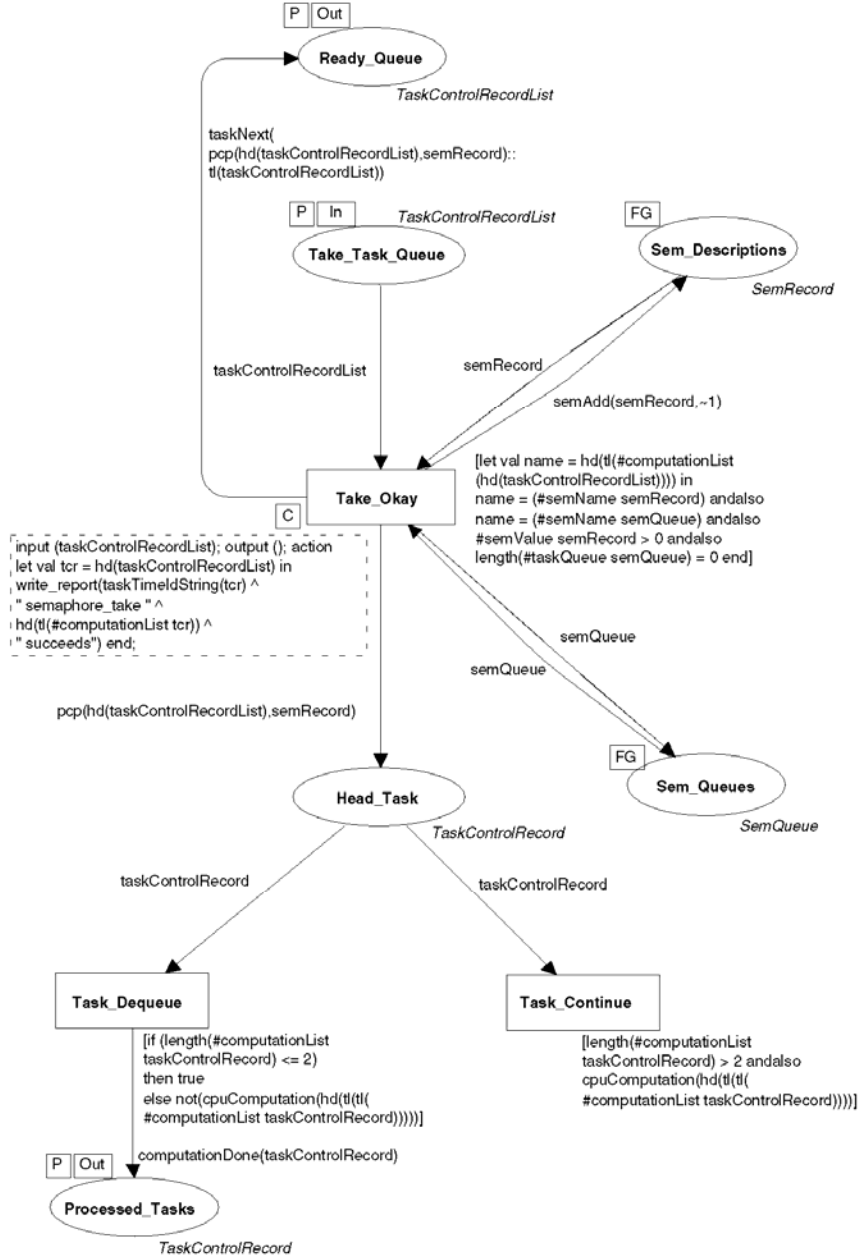 P Out
Ready_Queue
TaskControlRecordList
taskNext(
pcp(hd(taskControlRecordList),semRecord)::
tl(taskControlRecordList))
P In
TaskControlRecordList
Take_Task_Queue
FG
Sem_Descriptions
SemRecord
taskControlRecordList
semRecord
semAdd(semRecord,~1)
Take_Okay
C
[let val name = hd(tl(#computationList
(hd(taskControlRecordList)))) in
name = (#semName semRecord) andalso
name = (#semName semQueue) andalso
#semValue semRecord > 0 andalso
length(#taskQueue semQueue) = 0 end]
input (taskControlRecordList); output (); action
let val tcr = hd(taskControlRecordList) in
write_report(taskTimeIdString(tcr) ^
" semaphore_take " ^
hd(tl(#computationList tcr)) ^
" succeeds") end;
semQueue
semQueue
pcp(hd(taskControlRecordList),semRecord)
FG
Sem_Queues
SemQueue
Head_Task
TaskControlRecord
taskControlRecord
taskControlRecord
Task_Dequeue
Task_Continue
[if (length(#computationList
taskControlRecord) <= 2)
then true
else not(cpuComputation(hd(tl(tl(
#computationList taskControlRecord)))))]
[length(#computationList
taskControlRecord) > 2 andalso
cpuComputation(hd(tl(tl(
#computationList taskControlRecord))))]
computationDone(taskControlRecord)
P Out
Processed_Tasks
TaskControlRecord